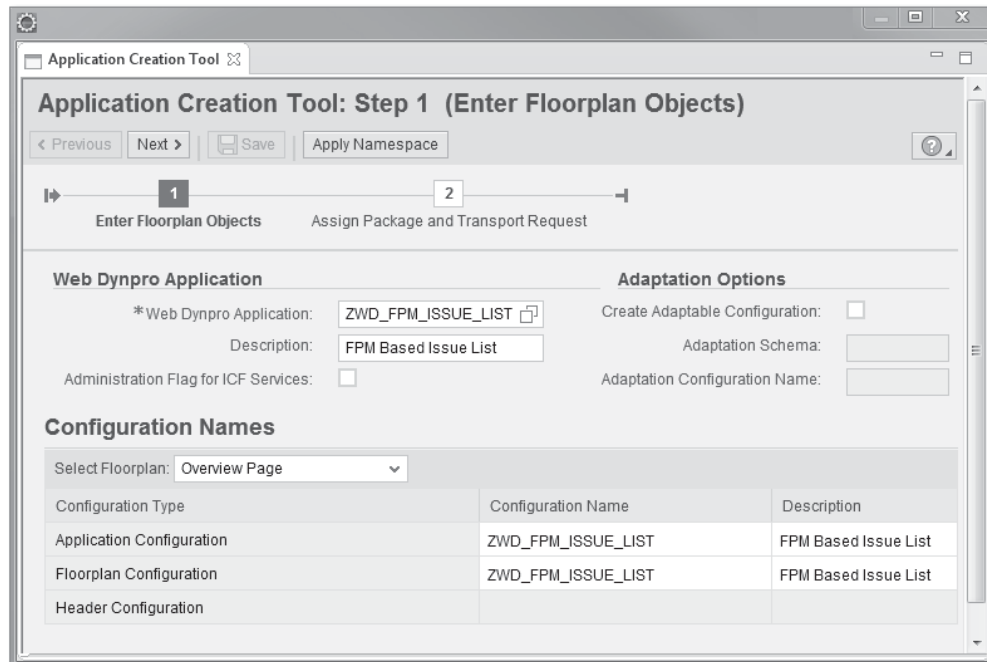 Application Creation Tool
Application Creation Tool: Step 1 (Enter Floorplan Objects)
< Previous Next > Save Apply Namespace
1 2
Enter Floorplan Objects Assign Package and Transport Request
Web Dynpro Application Adaptation Options
*Web Dynpro Application: ZWD_FPM_ISSUE_LIST Create Adaptable Configuration:
Description: FPM Based Issue List Adaptation Schema:
Administration Flag for ICF Services: Adaptation Configuration Name:
Configuration Names
Select Floorplan: Overview Page
Configuration Type Configuration Name Description
Application Configuration ZWD_FPM_ISSUE_LIST FPM Based Issue List
Floorplan Configuration ZWD_FPM_ISSUE_LIST FPM Based Issue List
Header Configuration